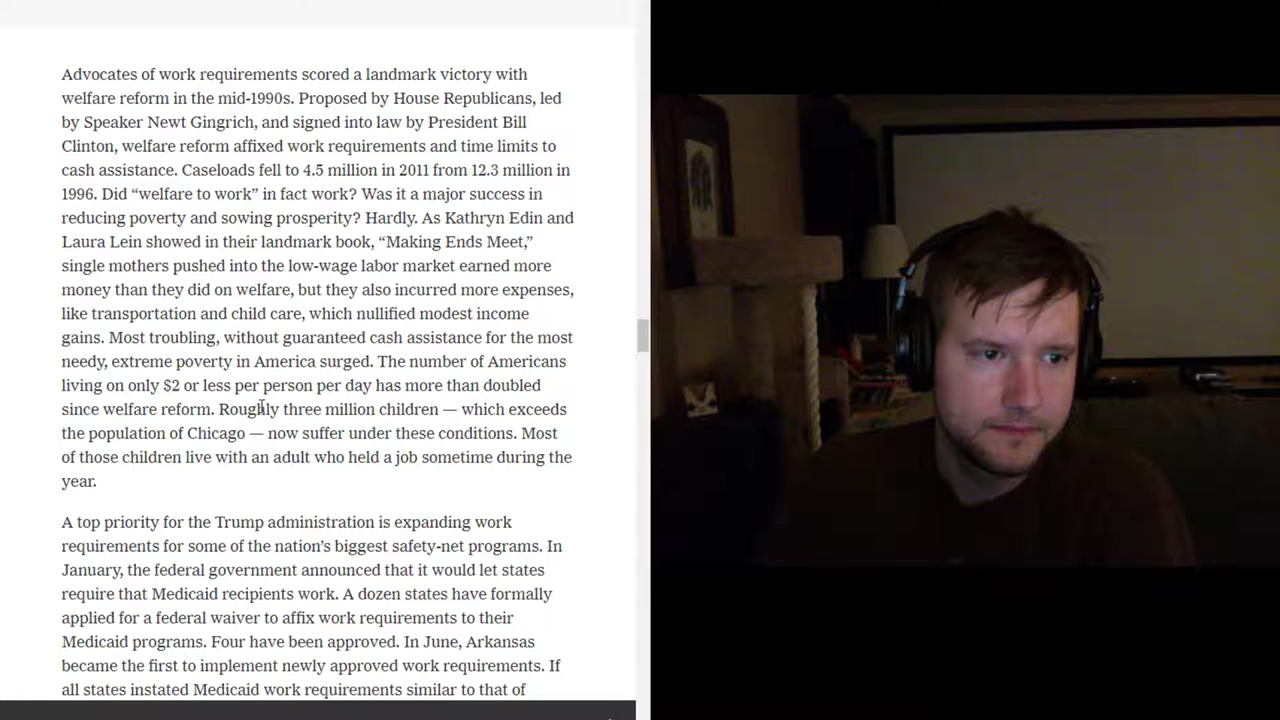 Advocates of work requirements scored a landmark victory with
welfare reform in the mid-1990s. Proposed by House Republicans, led
by Speaker Newt Gingrich, and signed into law by President Bill
Clinton, welfare reform affixed work requirements and time limits to
cash assistance. Caseloads fell to 4.5 million in 2011 from 12.3 million in
1996. Did “welfare to work” in fact work? Was it a major success in
reducing poverty and sowing prosperity? Hardly. As Kathryn Edin and
Laura Lein showed in their landmark book, “Making Ends Meet,”
single mothers pushed into the low-wage labor market earned more
money than they did on welfare, but they also incurred more expenses,
like transportation and child care, which nullified modest income
gains. Most troubling, without guaranteed cash assistance for the most
needy, extreme poverty in America surged. The number of Americans
living on only $2 or less per person per day has more than doubled
since welfare reform. Roughly three million children — which exceeds
the population of Chicago — now suffer under these conditions. Most
of those children live with an adult who held a job sometime during the
year.
A top priority for the Trump administration is expanding work
requirements for some of the nation’s biggest safety-net programs. In
January, the federal government announced that it would let states
require that Medicaid recipients work. A dozen states have formally
applied for a federal waiver to affix work requirements to their
Medicaid programs. Four have been approved. In June, Arkansas
became the first to implement newly approved work requirements. If
all states instated Medicaid work requirements similar to that of